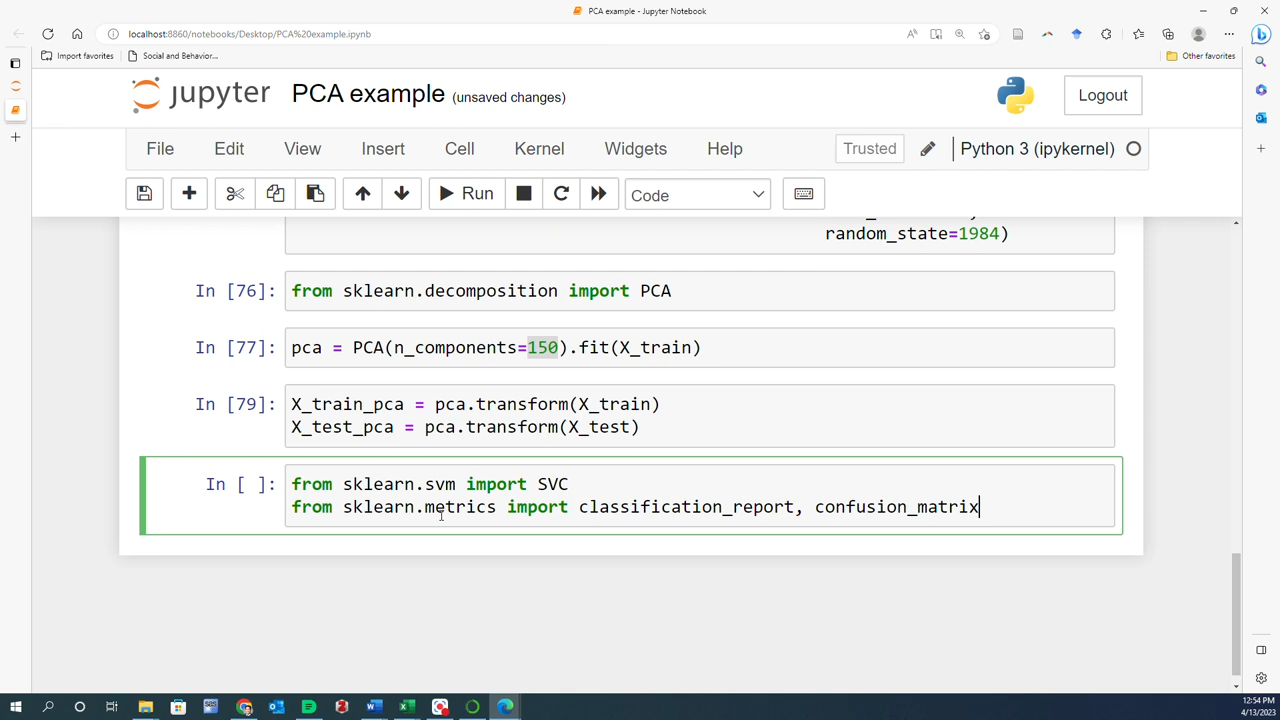 PCA example - Jupyter Notebook
localhost:8860/notebooks/Desktop/PCA%20example.ipynb
Import favorites
Social and Behavior...
Other favorites
jupyter PCA example (unsaved changes)
Logout
File Edit View Insert Cell Kernel Widgets Help
Trusted
Python 3 (ipykernel)
Run
Code
random_state=1984)
In [76]: from sklearn.decomposition import PCA
In [77]: pca = PCA(n_components=150).fit(X_train)
In [79]: X_train_pca = pca.transform(X_train)
X_test_pca = pca.transform(X_test)
In [ ]: from sklearn.svm import SVC
from sklearn.metrics import classification_report, confusion_matrix
12:54 PM
4/13/2023